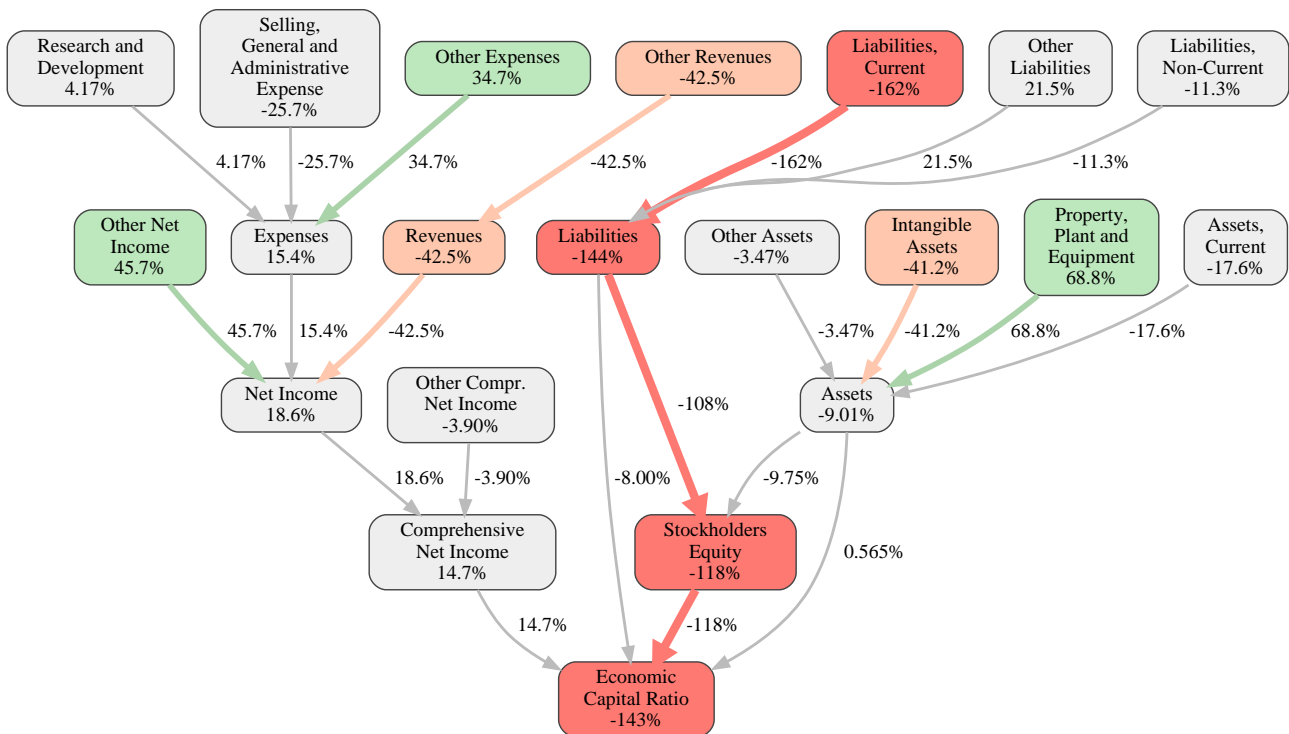 Research and
Development
4.17%
Selling,
General and
Administrative
Expense
-25.7%
Other Expenses
34.7%
Other Revenues
-42.5%
Liabilities,
Current
-162%
Other
Liabilities
21.5%
Liabilities,
Non-Current
-11.3%
4.17%
-25.7%
34.7%
-42.5%
-162%
21.5%
-11.3%
Other Net
Income
45.7%
Expenses
15.4%
Revenues
-42.5%
Liabilities
-144%
Other Assets
-3.47%
Intangible
Assets
-41.2%
Property,
Plant and
Equipment
68.8%
Assets,
Current
-17.6%
45.7%
15.4%
-42.5%
-3.47%
-41.2%
68.8%
-17.6%
Net Income
18.6%
Other Compr.
Net Income
-3.90%
-108%
Assets
-9.01%
18.6%
-3.90%
-8.00%
-9.75%
Comprehensive
Net Income
14.7%
Stockholders
Equity
-118%
0.565%
14.7%
-118%
Economic
Capital Ratio
-143%